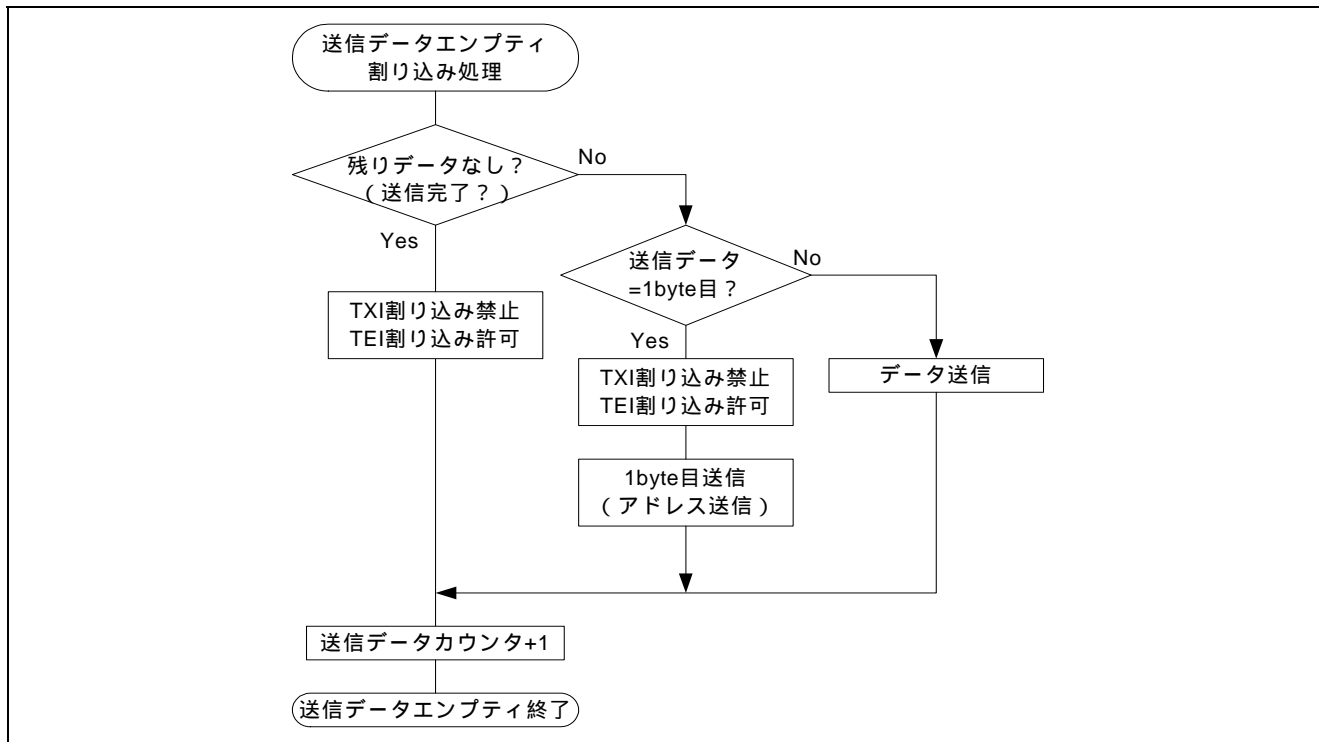 送信データエンプティ
割り込み処理
残りデータなし？
（送信完了？）
No
Yes
送信データ
=1byte目？
No
TXI割り込み禁止
TEI割り込み許可
Yes
TXI割り込み禁止
TEI割り込み許可
データ送信
1byte目送信
（アドレス送信）
送信データカウンタ+1
送信データエンプティ終了